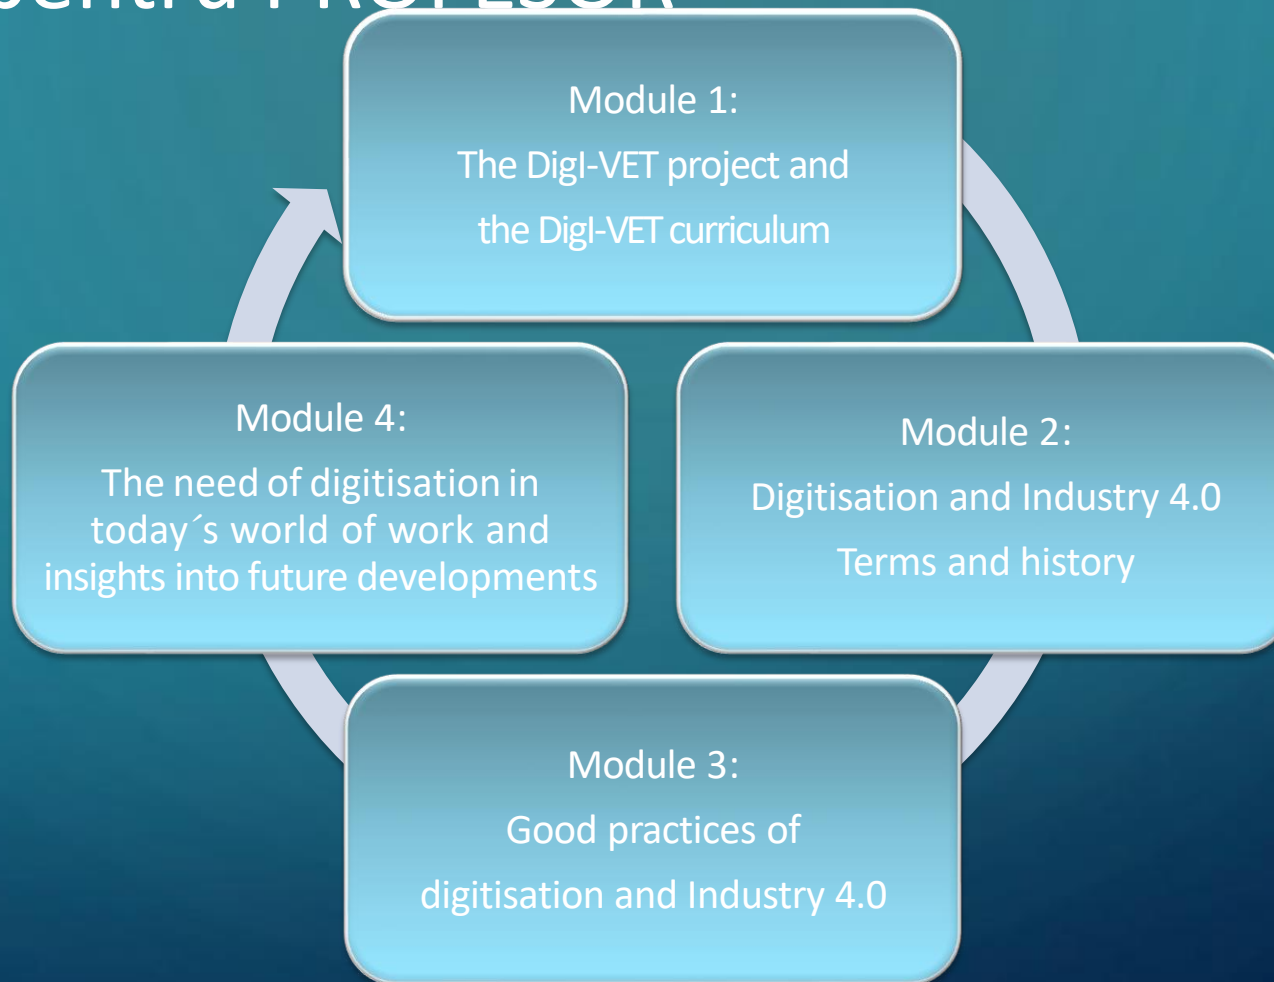 pentru PROFESOR
Module 1:
The DigI-VET project and
the DigI-VET curriculum
Module 4:
The need of digitisation in
today´s world of work and
insights into future developments
Module 2:
Digitisation and Industry 4.0
Terms and history
Module 3:
Good practices of
digitisation and Industry 4.0